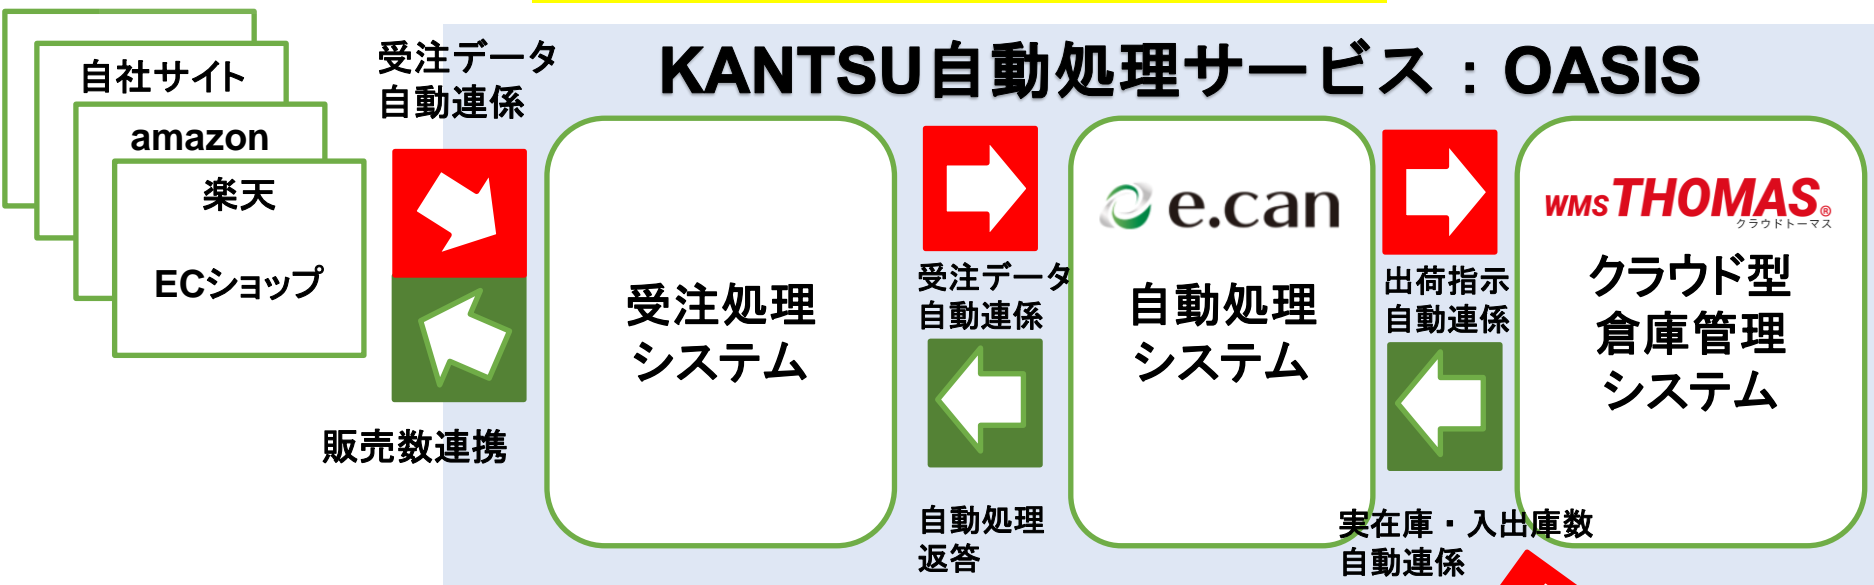 KANTSU自動処理サービス：OASIS
自社サイト
amazon
楽天
ECショップ
受注データ
自動連係
販売数連携
受注処理
システム
受注データ
自動連係
自動処理
返答
e.can
自動処理
システム
出荷指示
自動連係
実在庫・入出庫数
自動連係
WMS THOMAS®
クラウドトーマス
クラウド型
倉庫管理
システム